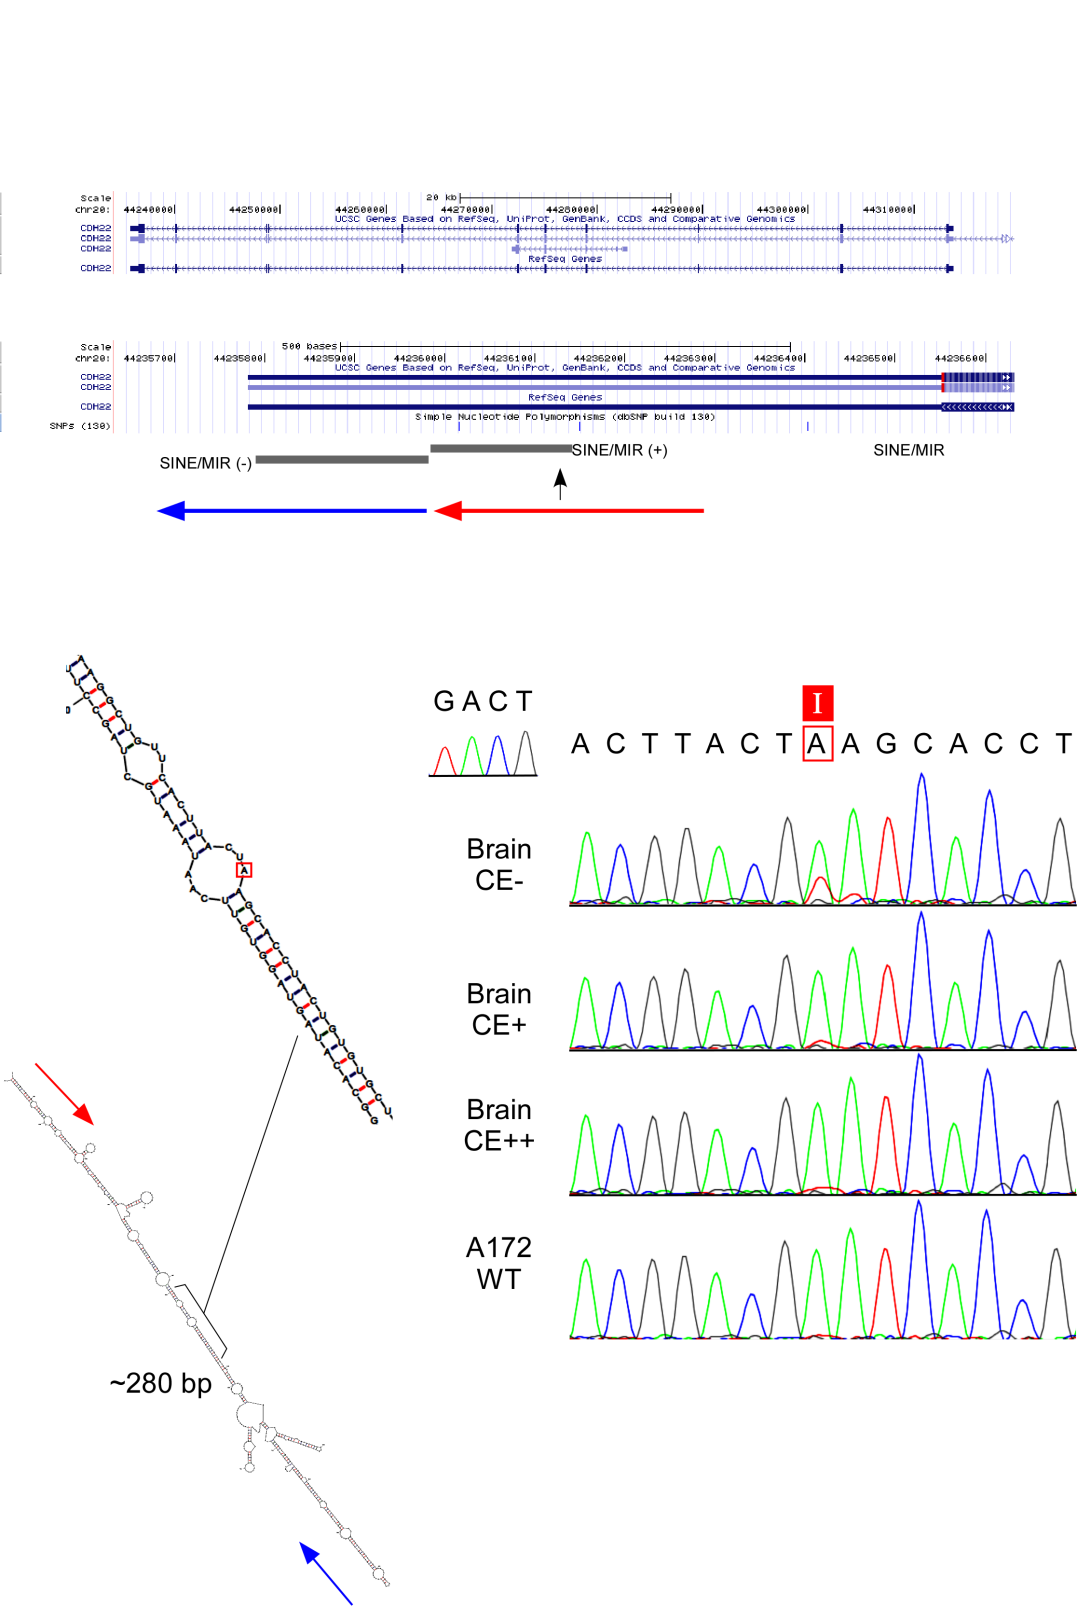 Scale 20 kb
chr20: 44240000 44250000 44260000 44270000 44280000 44290000 44300000 44310000
UCSC Genes Based on RefSeq, UniProt, GenBank, CCDS and Comparative Genomics
CDH22
CDH22
CDH22
RefSeq Genes
CDH22
Scale 500 bases
chr20: 44235700 44235800 44235900 44236000 44236100 44236200 44236300 44236400 44236500 44236600
UCSC Genes Based on RefSeq, UniProt, GenBank, CCDS and Comparative Genomics
CDH22
CDH22
RefSeq Genes
CDH22
Simple Nucleotide Polymorphisms (dbSNP build 130)
SNPs (130)
SINE/MIR (-) SINE/MIR (+) SINE/MIR
G A C T
I
A C T T A C T A A G C A C C T
Brain
CE-
Brain
CE+
Brain
CE++
A172
WT
~280 bp